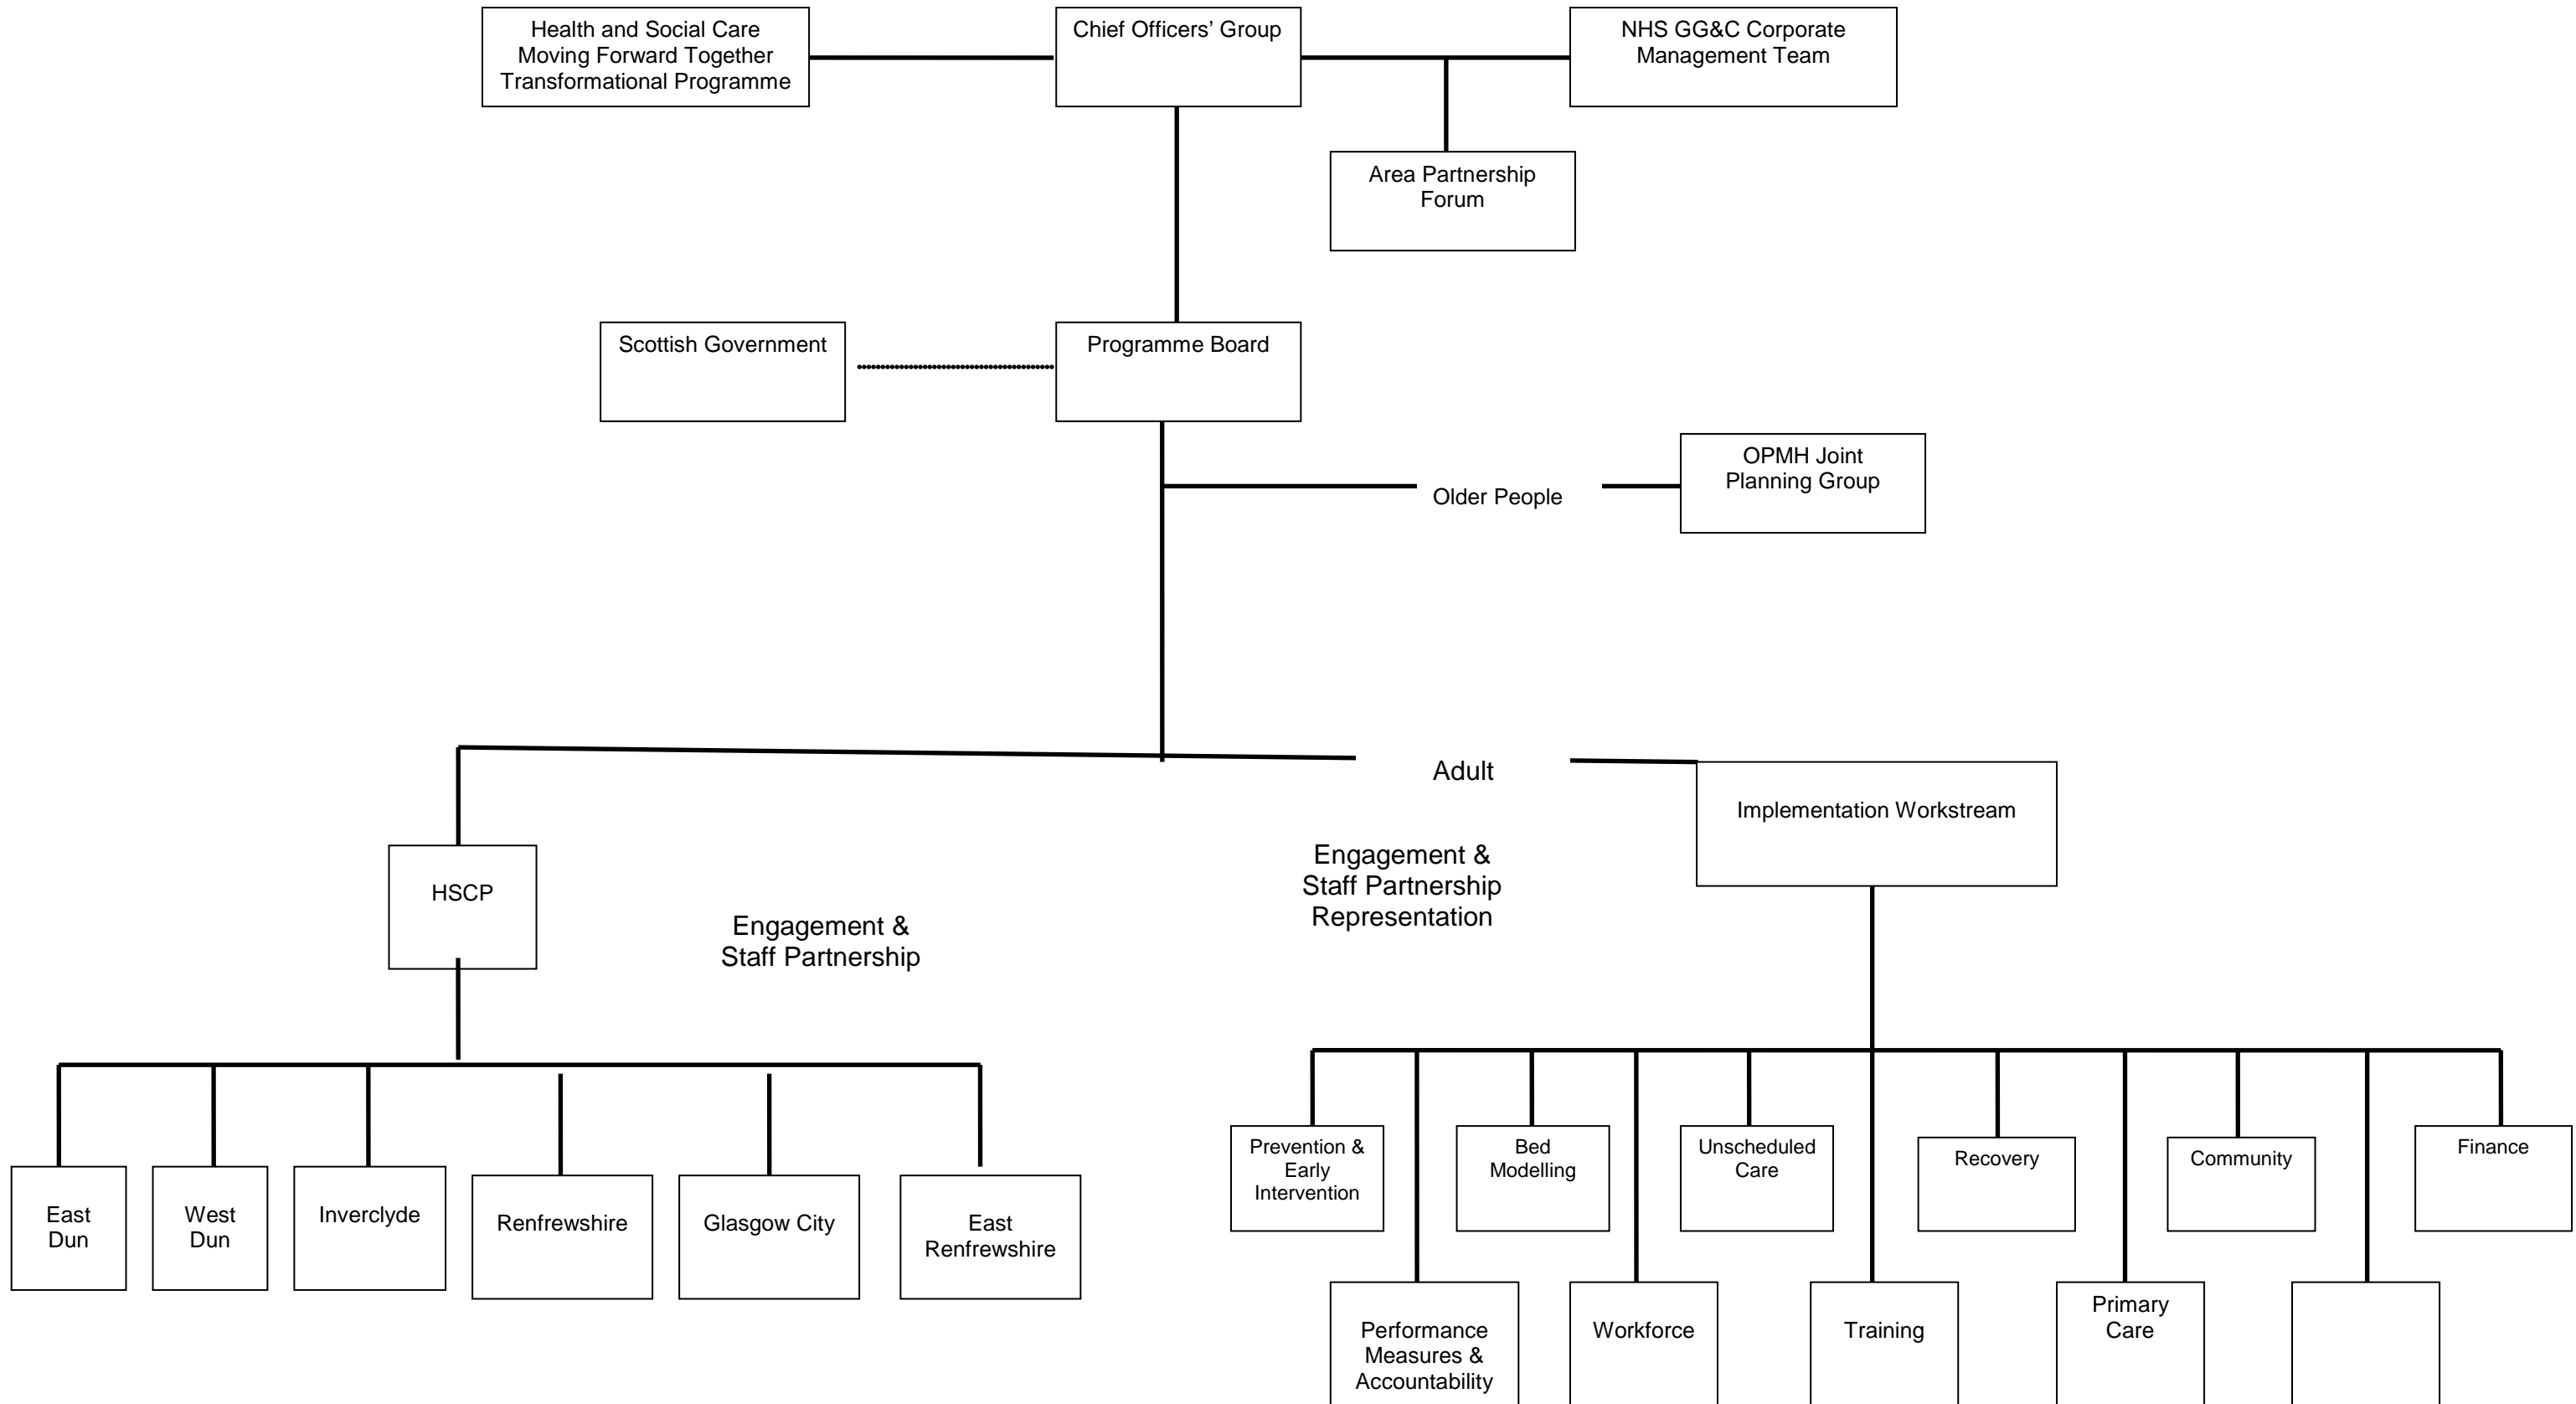 Health and Social Care
Moving Forward Together
Transformational Programme
Chief Officers’ Group
NHS GG&C Corporate
Management Team
Area Partnership
Forum
Scottish Government
Programme Board
OPMH Joint
Planning Group
Older People
Adult
Implementation Workstream
HSCP
Engagement &
Staff Partnership
Engagement &
Staff Partnership
Representation
East
Dun
West
Dun
Inverclyde
Renfrewshire
Glasgow City
East
Renfrewshire
Prevention &
Early
Intervention
Bed
Modelling
Unscheduled
Care
Recovery
Community
Finance
Performance
Measures &
Accountability
Workforce
Training
Primary
Care